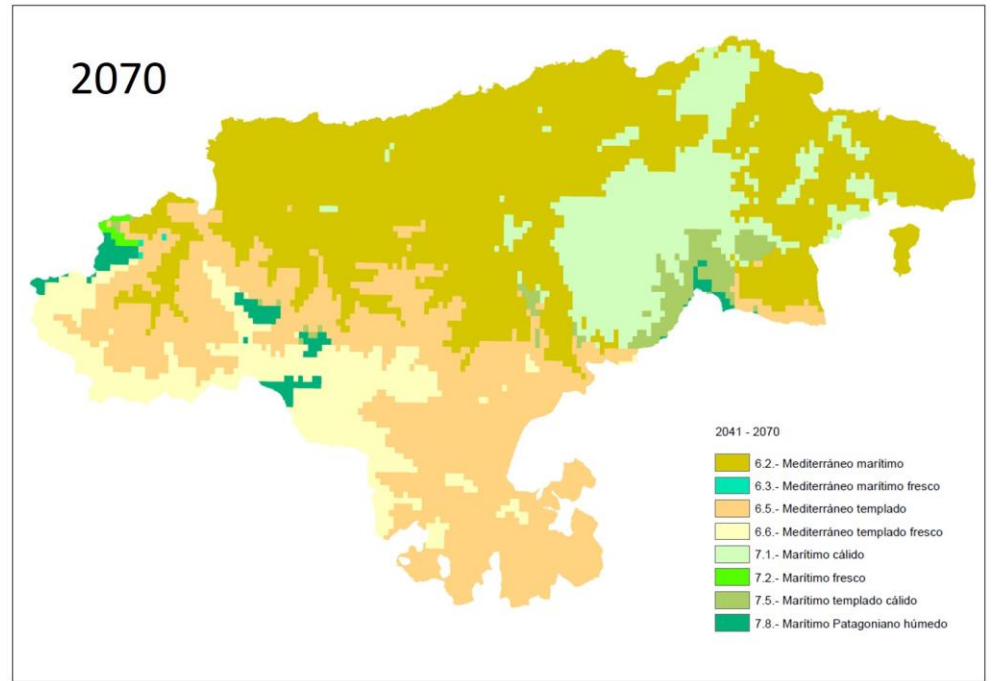 2070
2041 - 2070
6.2.- Mediterráneo marítimo
6.3.- Mediterráneo marítimo fresco
6.5.- Mediterráneo templado
6.6.- Mediterráneo templado fresco
7.1.- Marítimo cálido
7.2.- Marítimo fresco
7.5.- Marítimo templado cálido
7.8.- Marítimo Patagoniano húmedo